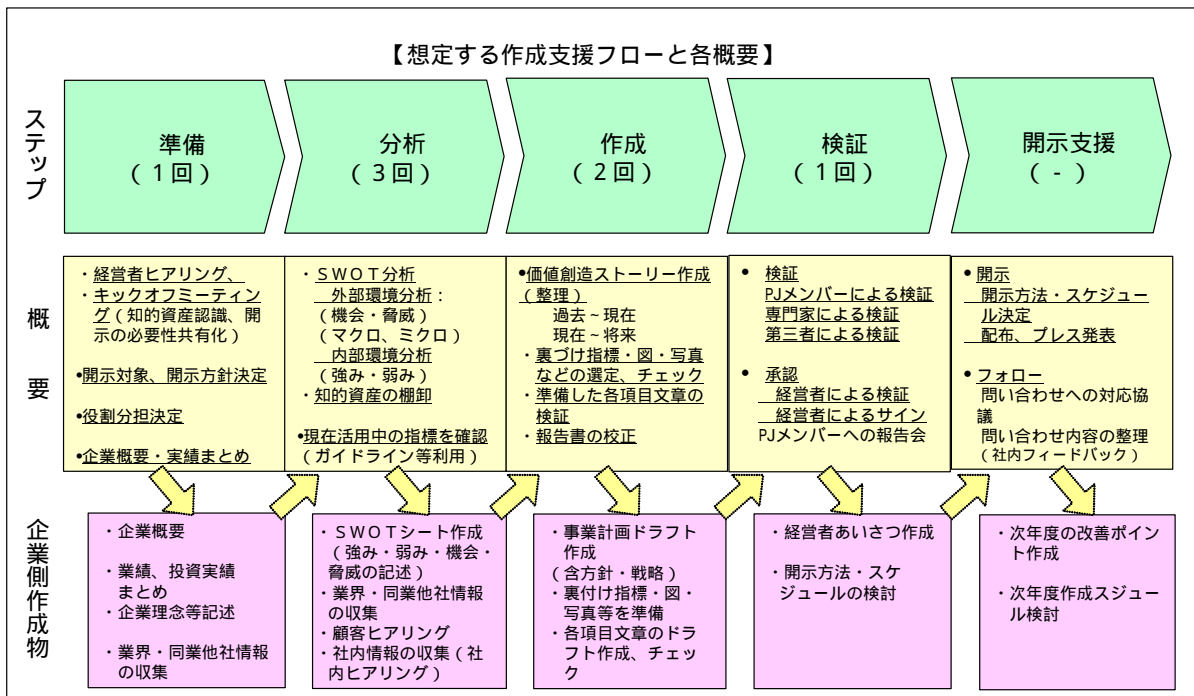 【想定する作成支援フローと各概要】
ステップ
準備
(1回)
分析
(3回)
作成
(2回)
検証
(1回)
開示支援
(-)
概要
・経営者ヒアリング、
・キックオフミーティン
グ(知的資産認識、開
示の必要性共有化)
•開示対象、開示方針決定
•役割分担決定
•企業概要・実績まとめ
・SWOT分析
外部環境分析:
(機会・脅威)
(マクロ、ミクロ)
内部環境分析
(強み・弱み)
・知的資産の棚卸
•現在活用中の指標を確認
(ガイドライン等利用)
•価値創造ストーリー作成
(整理)
過去~現在
現在~将来
・裏づけ指標・図・写真
などの選定、チェック
・準備した各項目文章の
検証
・報告書の校正
• 検証
PJメンバーによる検証
専門家による検証
第三者による検証
• 承認
経営者による検証
経営者によるサイン
PJメンバーへの報告会
• 開示
開示方法・スケジュー
ル決定
配布、プレス発表
• フォロー
問い合わせへの対応協
議
問い合わせ内容の整理
(社内フィードバック)
企業側作成物
・企業概要
・業績、投資実績
まとめ
・企業理念等記述
・業界・同業他社情報
の収集
・SWOTシート作成
(強み・弱み・機会・
脅威の記述)
・業界・同業他社情報
の収集
・顧客ヒアリング
・社内情報の収集(社
内ヒアリング)
・事業計画ドラフト
作成
(含方針・戦略)
・裏付け指標・図・
写真等を準備
・各項目文章のドラ
フト作成、チェッ
ク
・経営者あいさつ作成
・開示方法・スケ
ジュールの検討
・次年度の改善ポイン
ト作成
・次年度作成スジュー
ル検討